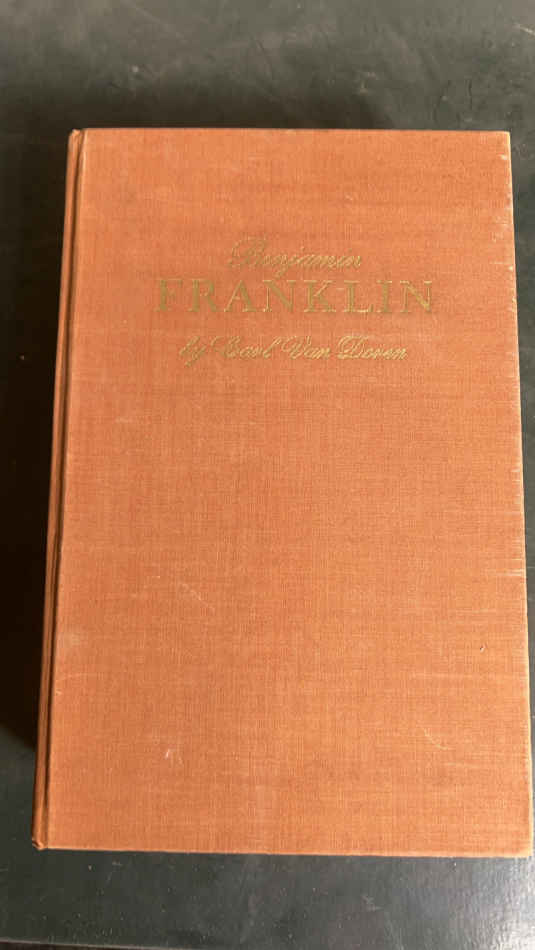 Benjamin
FRANKLIN
by Carl Van Doren